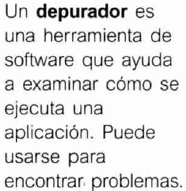 Un depurador es
una herramienta de
software que ayuda
a examinar cómo se
ejecuta una
aplicación. Puede
usarse para
encontrar problemas.